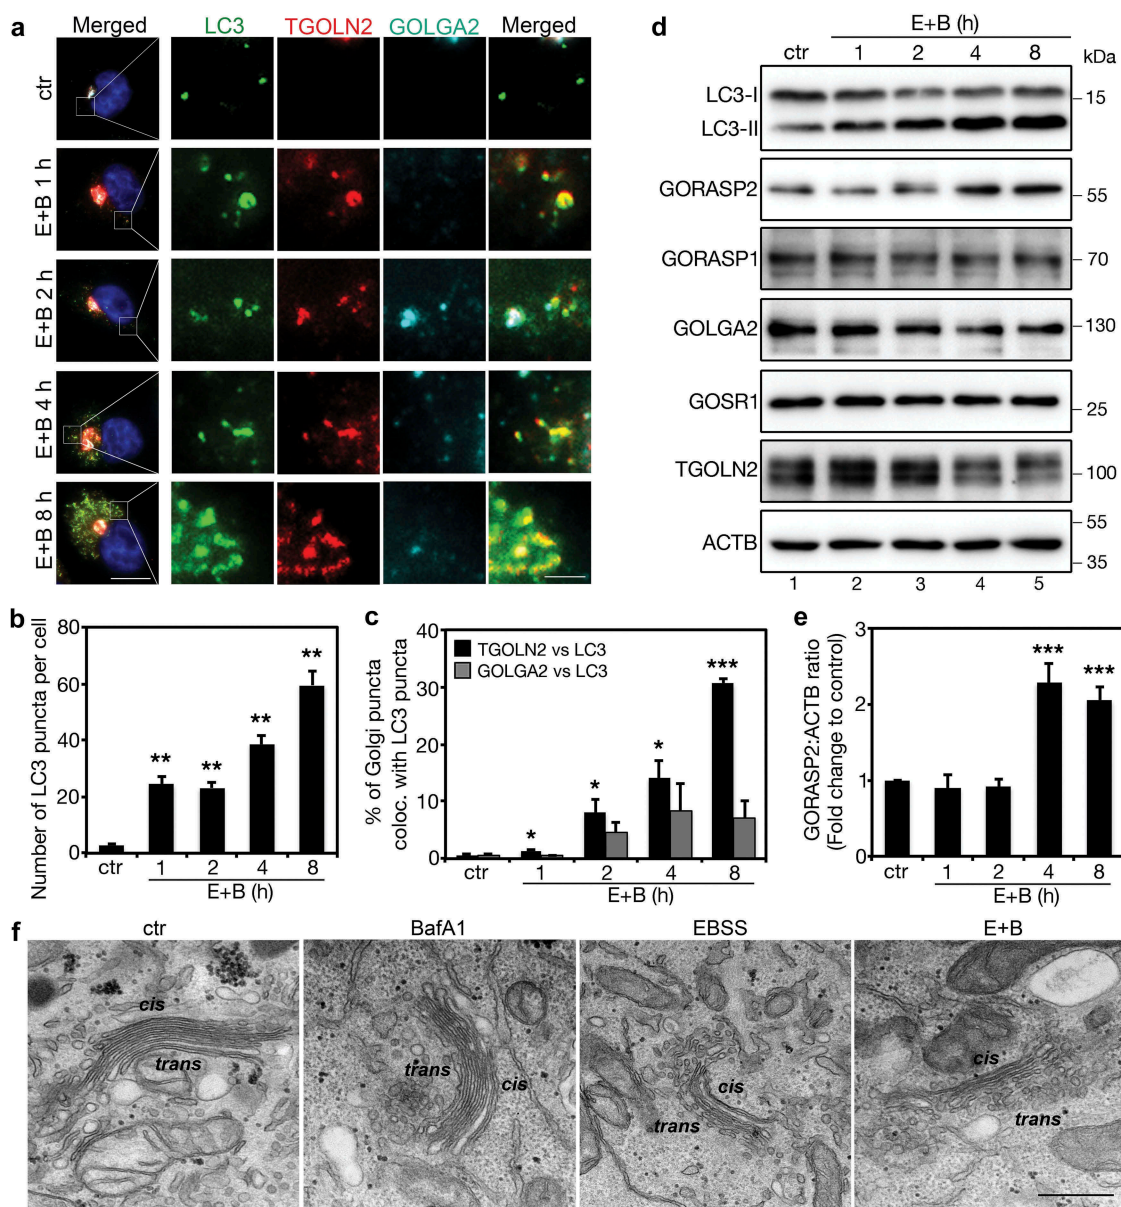 a
Merged LC3 TGOLN2 GOLGA2 Merged
ctr
E+B 1 h
E+B 2 h
E+B 4 h
E+B 8 h
d
E+B (h)
ctr 1 2 4 8 kDa
LC3-I
15
LC3-II
GORASP2
55
GORASP1
70
GOLGA2
130
GOSR1
25
TGOLN2
100
55
ACTB
35
1 2 3 4 5
b
Number of LC3 puncta per cell
80
60
40
20
0
** ** ** **
ctr 1 2 4 8
E+B (h)
c
% of Golgi puncta
coloc. with LC3 puncta
40
30
20
10
0
TGOLN2 vs LC3
GOLGA2 vs LC3
* * * ***
ctr 1 2 4 8
E+B (h)
e
GORASP2:ACTB ratio
(Fold change to control)
3
2
1
0
*** ***
ctr 1 2 4 8
E+B (h)
f
ctr BafA1 EBSS E+B
cis
trans
trans
cis
cis
trans
cis
trans